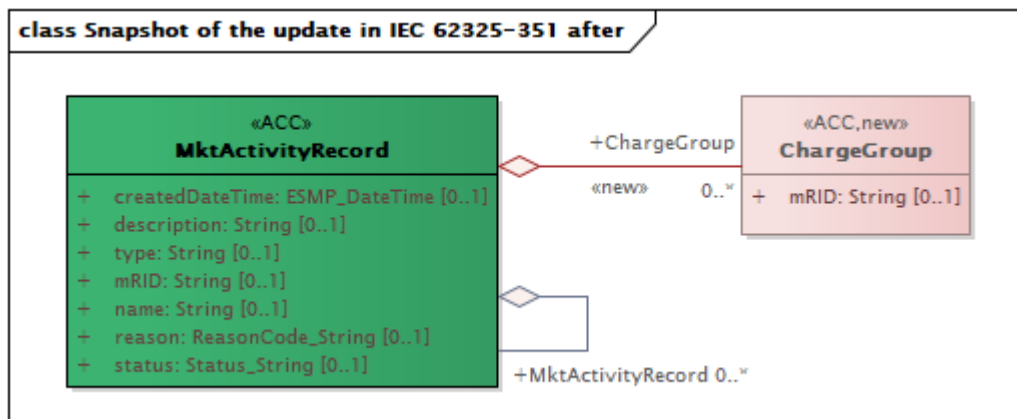 class Snapshot of the update in IEC 62325-351 after
«ACC»
MktActivityRecord
+ createdDateTime: ESMP_DateTime [0..1]
+ description: String [0..1]
+ type: String [0..1]
+ mRID: String [0..1]
+ name: String [0..1]
+ reason: ReasonCode_String [0..1]
+ status: Status_String [0..1]
+ChargeGroup
«new» 0..*
«ACC,new»
ChargeGroup
+ mRID: String [0..1]
+MktActivityRecord 0..*